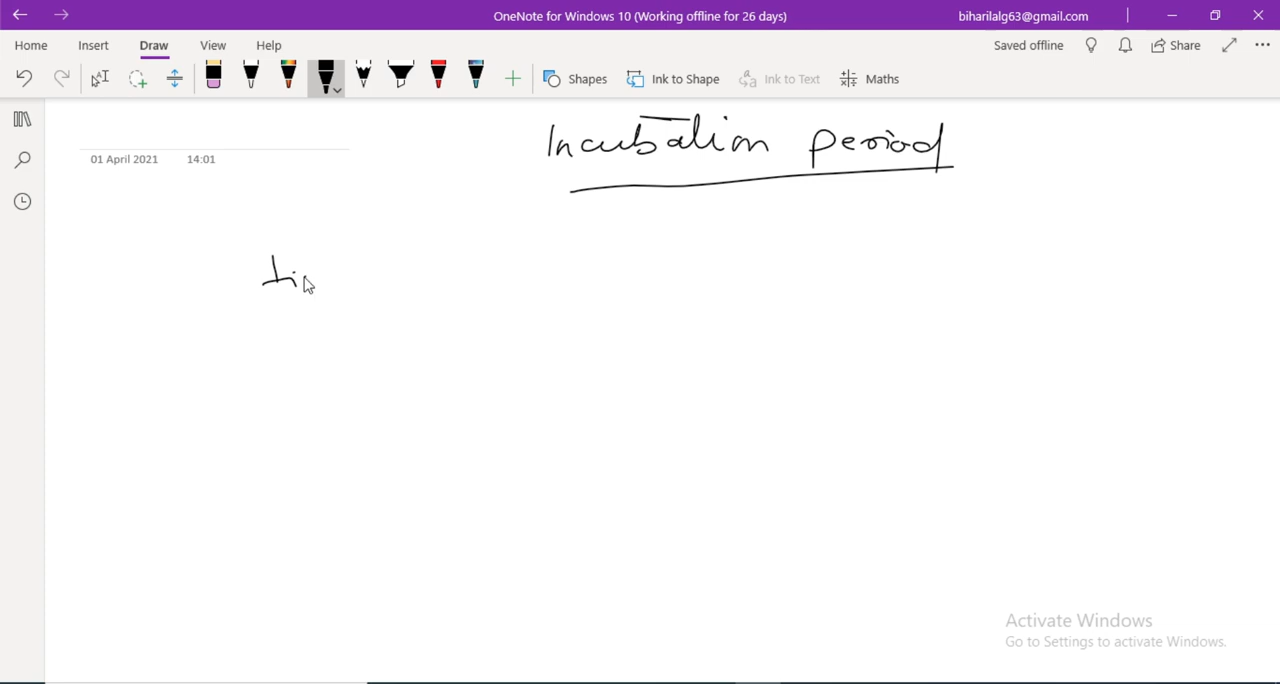 OneNote for Windows 10 (Working offline for 26 days)
biharilalg63@gmail.com
Home Insert Draw View Help
Saved offline Share
Shapes Ink to Shape Ink to Text Maths
Incubation period
01 April 2021 14:01
Activate Windows
Go to Settings to activate Windows.